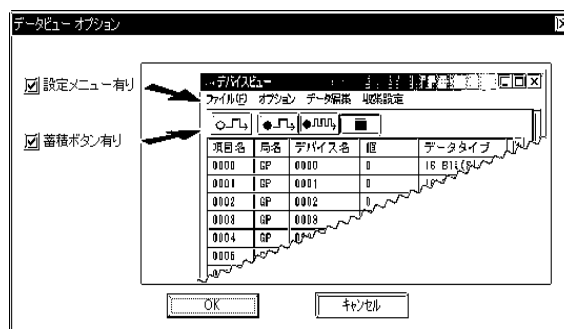 データビュー オプション
設定メニュー有り
蓄積ボタン有り
デバイスビュー
ファイル(F) オプション データ編集 収集設定
項目名 局名 デバイス名 値 データタイプ
0000 GP 0000 0 16 Bit(S
0001 GP 0001 0
0002 GP 0002 0
0003 GP 0003
0004 GP
0005
OK キャンセル